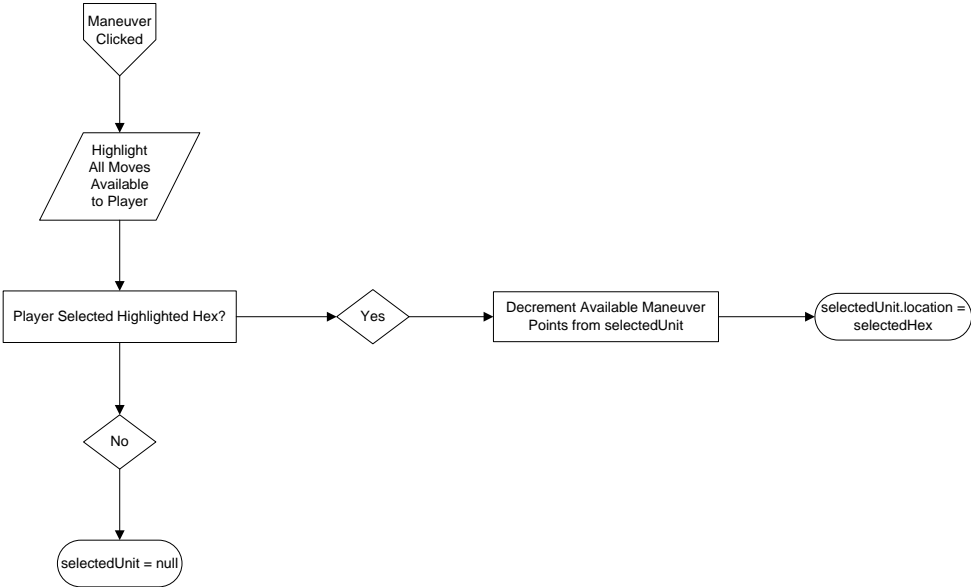 Maneuver
Clicked
Highlight
All Moves
Available
to Player
Player Selected Highlighted Hex?
Yes
Decrement Available Maneuver
Points from selectedUnit
selectedUnit.location =
selectedHex
No
selectedUnit = null